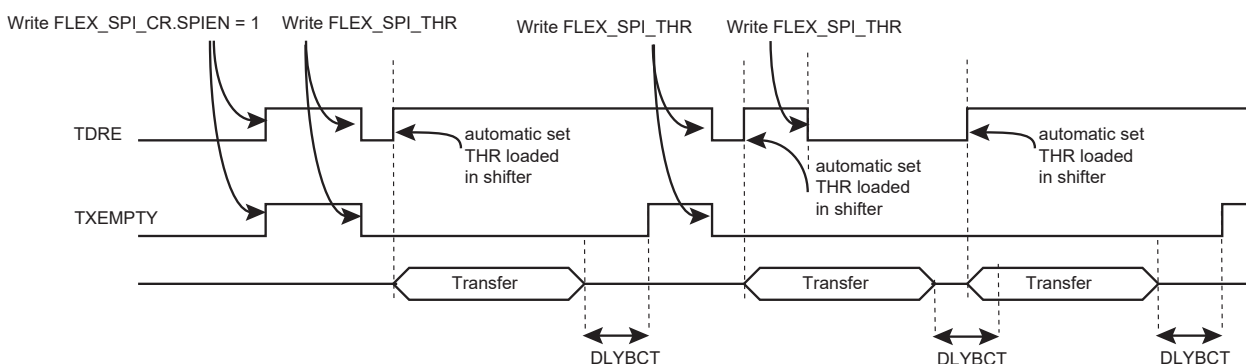 Write FLEX_SPI_CR.SPIEN = 1
Write FLEX_SPI_THR
Write FLEX_SPI_THR
Write FLEX_SPI_THR
TDRE
automatic set
THR loaded
in shifter
automatic set
THR loaded
in shifter
automatic set
THR loaded
in shifter
TXEMPTY
Transfer
Transfer
Transfer
DLYBCT
DLYBCT
DLYBCT